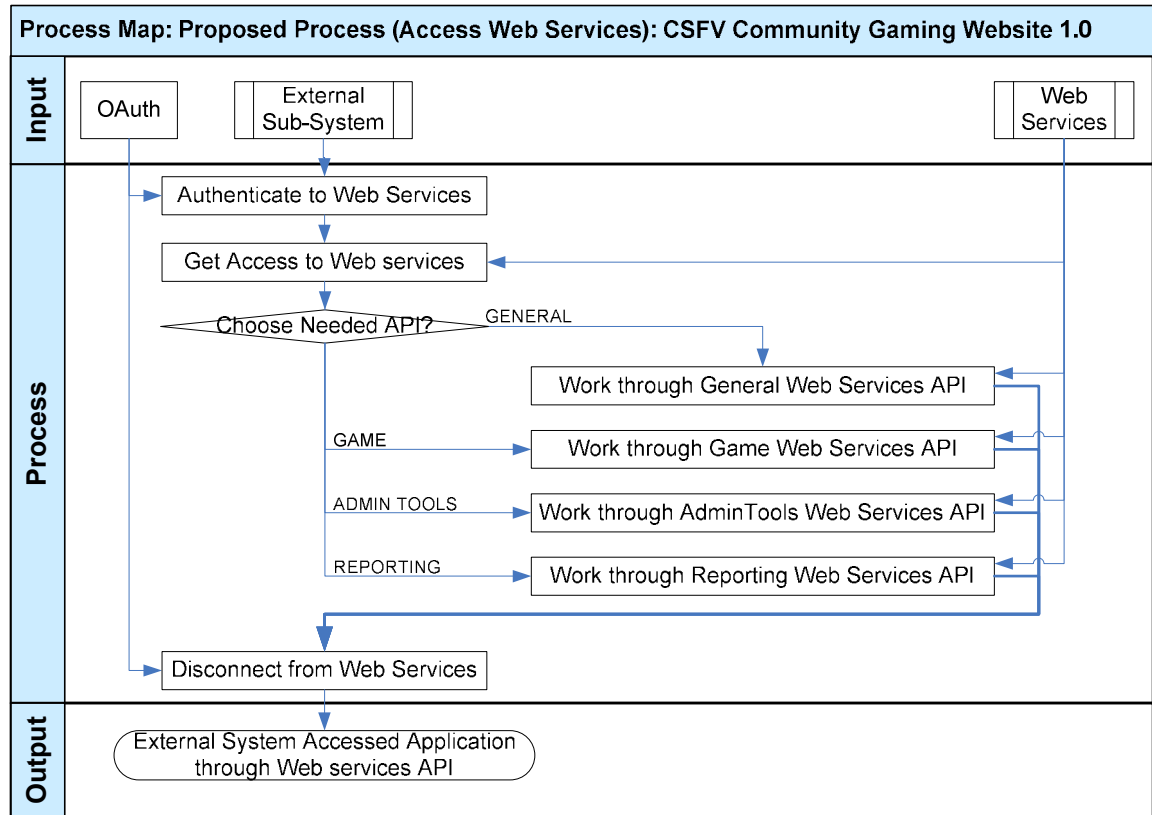 Process Map: Proposed Process (Access Web Services): CSFV Community Gaming Website 1.0
Input
OAuth
External
Sub-System
Web
Services
Process
Authenticate to Web Services
Get Access to Web services
Choose Needed API?
GENERAL
Work through General Web Services API
GAME
Work through Game Web Services API
ADMIN TOOLS
Work through AdminTools Web Services API
REPORTING
Work through Reporting Web Services API
Disconnect from Web Services
Output
External System Accessed Application
through Web services API